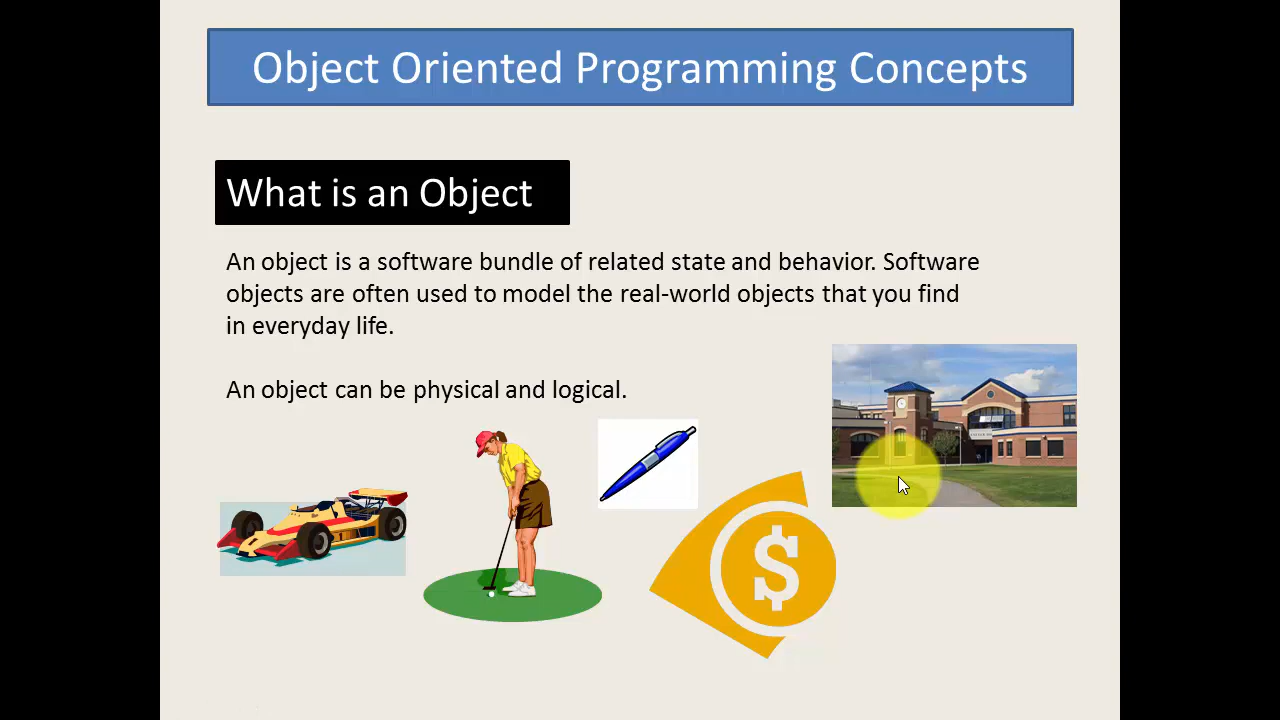 Object Oriented Programming Concepts
What is an Object
An object is a software bundle of related state and behavior. Software
objects are often used to model the real-world objects that you find
in everyday life.
An object can be physical and logical.
$